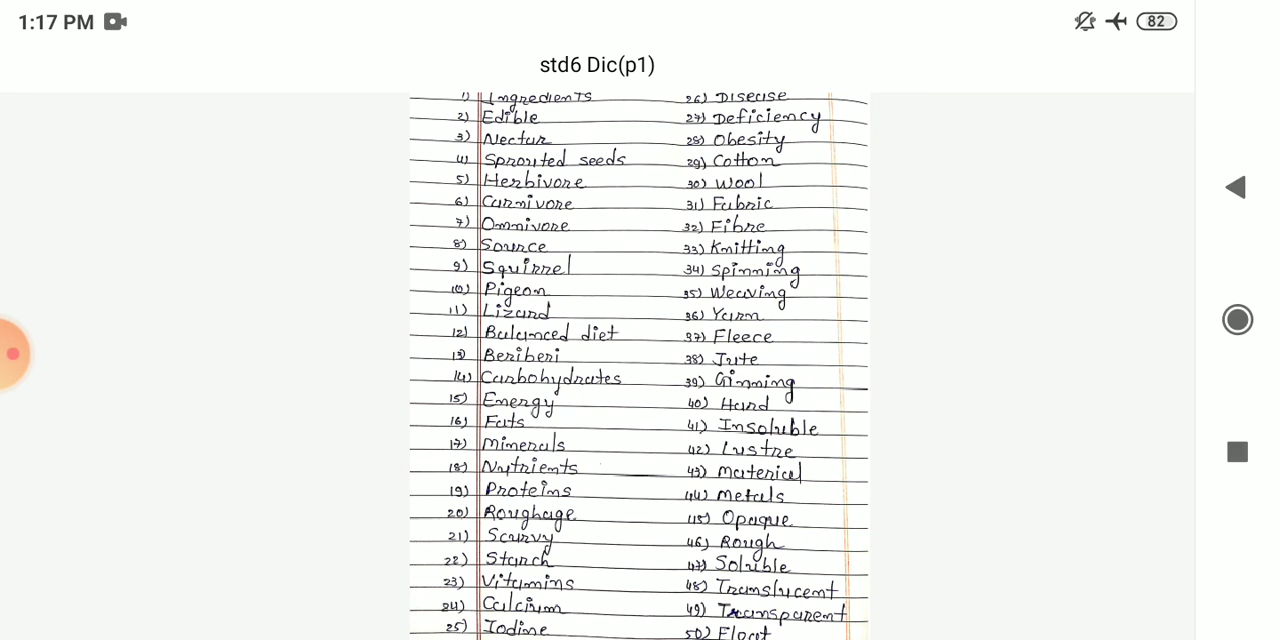 1:17 PM
82
std6 Dic(p1)
1) Ingredients
2) Edible
3) Nectar
4) Sprouted seeds
5) Herbivore
6) Carnivore
7) Omnivore
8) Source
9) Squirrel
10) Pigeon
11) Lizard
12) Balanced diet
13) Beriberi
14) Carbohydrates
15) Energy
16) Fats
17) Minerals
18) Nutrients
19) Proteins
20) Roughage
21) Scurvy
22) Starch
23) Vitamins
24) Calcium
25) Iodine
26) Disease
27) Deficiency
28) Obesity
29) Cotton
30) Wool
31) Fabric
32) Fibre
33) Knitting
34) Spinning
35) Weaving
36) Yarn
37) Fleece
38) Jute
39) Ginning
40) Hard
41) Insoluble
42) Lustre
43) Material
44) Metals
45) Opaque
46) Rough
47) Soluble
48) Translucent
49) Transparent
50) Float